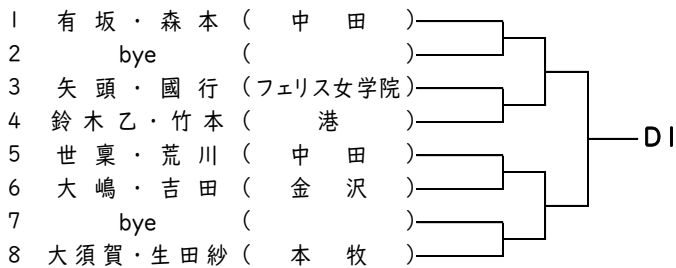 1 有坂・森本 (中田)
2 bye (
3 矢頭・國行 (フェリス女学院)
4 鈴木乙・竹本 (港)
5 世稟・荒川 (中田)
6 大嶋・吉田 (金沢)
7 bye (
8 大須賀・生田紗 (本牧)
D1